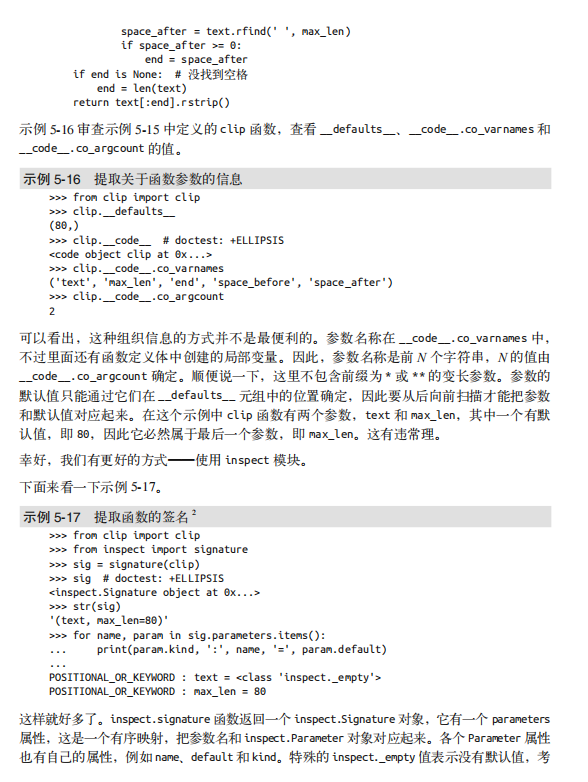 space_after = text.rfind(' ', max_len)
if space_after >= 0:
end = space_after
if end is None:  # 没找到空格
end = len(text)
return text[:end].rstrip()
示例 5-16 审查示例 5-15 中定义的 clip 函数，查看 __defaults__、__code__.co_varnames 和
__code__.co_argcount 的值。
示例 5-16　提取关于函数参数的信息
>>> from clip import clip
>>> clip.__defaults__
(80,)
>>> clip.__code__  # doctest: +ELLIPSIS
<code object clip at 0x...>
>>> clip.__code__.co_varnames
('text', 'max_len', 'end', 'space_before', 'space_after')
>>> clip.__code__.co_argcount
2
可以看出，这种组织信息的方式并不是最便利的。参数名称在 __code__.co_varnames 中，
不过里面还有函数定义体中创建的局部变量。因此，参数名称是前 N 个字符串，N 的值由
__code__.co_argcount 确定。顺便说一下，这里不包含前缀为 * 或 ** 的变长参数。参数的
默认值只能通过它们在 __defaults__ 元组中的位置确定，因此要从后向前扫描才能把参数
和默认值对应起来。在这个示例中 clip 函数有两个参数，text 和 max_len，其中一个有默
认值，即 80，因此它必然属于最后一个参数，即 max_len。这有违常理。
幸好，我们有更好的方式——使用 inspect 模块。
下面来看一下示例 5-17。
示例 5-17　提取函数的签名 2
>>> from clip import clip
>>> from inspect import signature
>>> sig = signature(clip)
>>> sig  # doctest: +ELLIPSIS
<inspect.Signature object at 0x...>
>>> str(sig)
'(text, max_len=80)'
>>> for name, param in sig.parameters.items():
...     print(param.kind, ':', name, '=', param.default)
...
POSITIONAL_OR_KEYWORD : text = <class 'inspect._empty'>
POSITIONAL_OR_KEYWORD : max_len = 80
这样就好多了。inspect.signature 函数返回一个 inspect.Signature 对象，它有一个 parameters
属性，这是一个有序映射，把参数名和 inspect.Parameter 对象对应起来。各个 Parameter 属性
也有自己的属性，例如 name、default 和 kind。特殊的 inspect._empty 值表示没有默认值，考